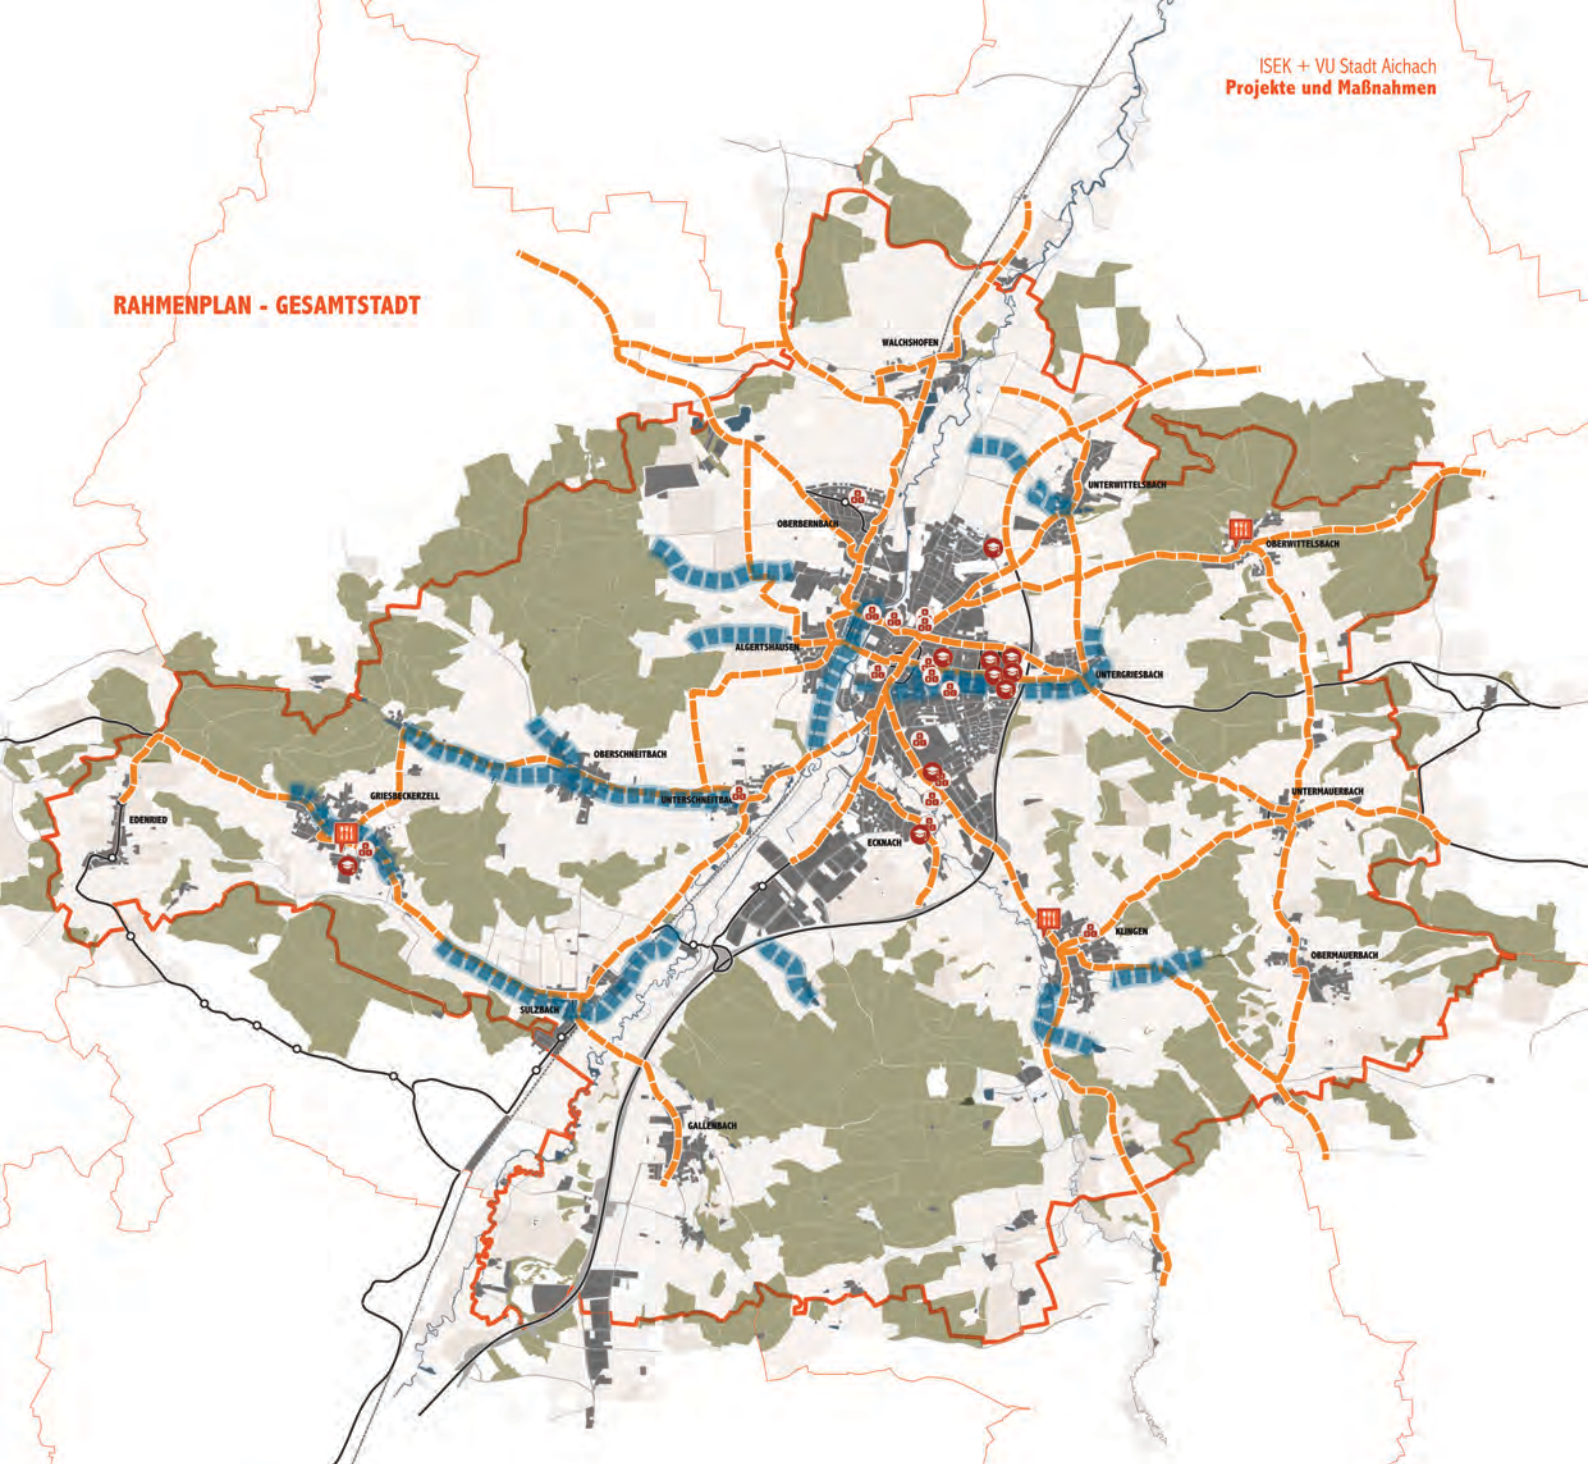 ISEK + VU Stadt Aichach
Projekte und Maßnahmen
RAHMENPLAN - GESAMTSTADT
WALCHSHOFEN
UNTERWITTELSBACH
OBERBERNBACH
OBERWITTELSBACH
ALGERTSHAUSEN
UNTERGRIESBACH
OBERSCHNEITBACH
GRIESBECKERZELL
UNTERSCHNEITBA
UNTERMAUERBACH
EDENRIED
ECKNACH
KLINGEN
OBERMAUERBACH
SULZBACH
GALLENBACH